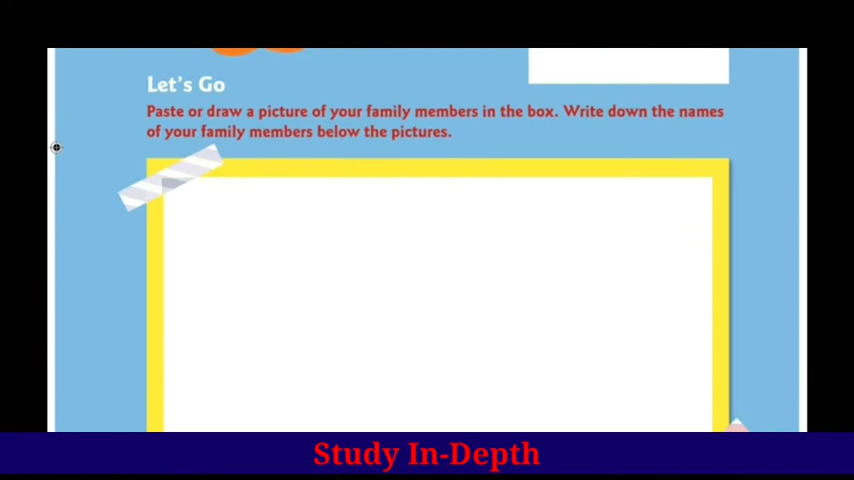 Let's Go
Paste or draw a picture of your family members in the box. Write down the names
of your family members below the pictures.
Study In-Depth